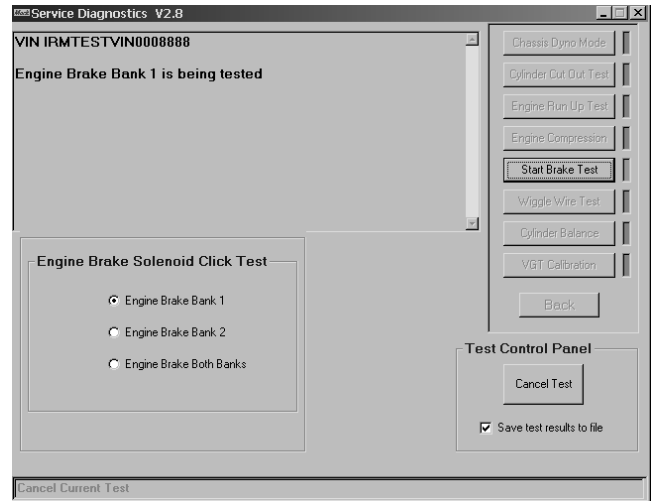 Service Diagnostics V2.8
VIN IRMTESTVIN0008888
Engine Brake Bank 1 is being tested
Chassis Dyno Mode
Cylinder Cut Out Test
Engine Run Up Test
Engine Compression
Start Brake Test
Wiggle Wire Test
Cylinder Balance
VGT Calibration
Back
Engine Brake Solenoid Click Test
Engine Brake Bank 1
Engine Brake Bank 2
Engine Brake Both Banks
Test Control Panel
Cancel Test
Save test results to file
Cancel Current Test